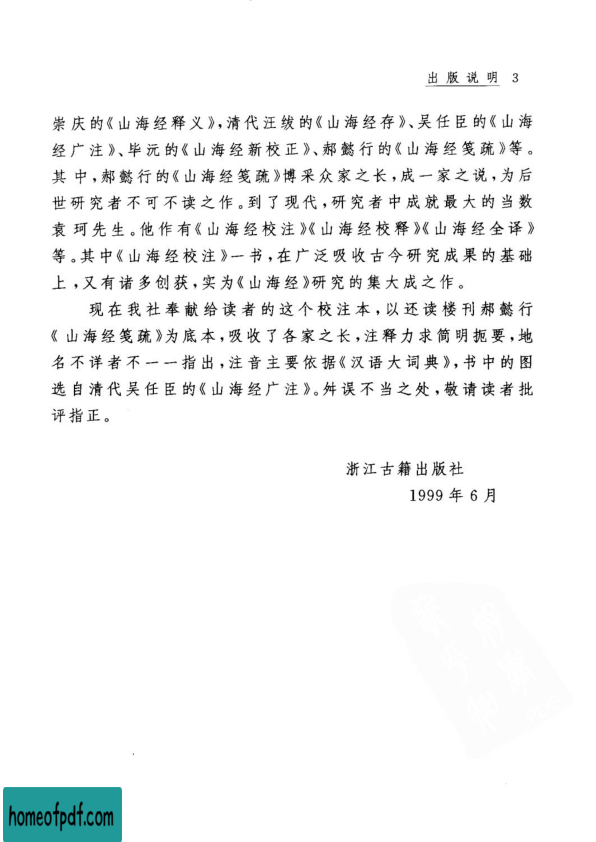 出版说明 3
崇庆的《山海经释义》，清代汪绂的《山海经存》、吴任臣的《山海
经广注》、毕沅的《山海经新校正》、郝懿行的《山海经笺疏》等。
其中，郝懿行的《山海经笺疏》博采众家之长，成一家之说，为后
世研究者不可不读之作。到了现代，研究者中成就最大的当数
袁珂先生。他作有《山海经校注》《山海经校释》《山海经全译》
等。其中《山海经校注》一书，在广泛吸收古今研究成果的基础
上，又有诸多创获，实为《山海经》研究的集大成之作。
现在我社奉献给读者的这个校注本，以还读楼刊郝懿行
《山海经笺疏》为底本，吸收了各家之长，注释力求简明扼要，地
名不详者不一一指出，注音主要依据《汉语大词典》，书中的图
选自清代吴任臣的《山海经广注》。舛误不当之处，敬请读者批
评指正。
浙江古籍出版社
1999年6月
homeofpdf.com